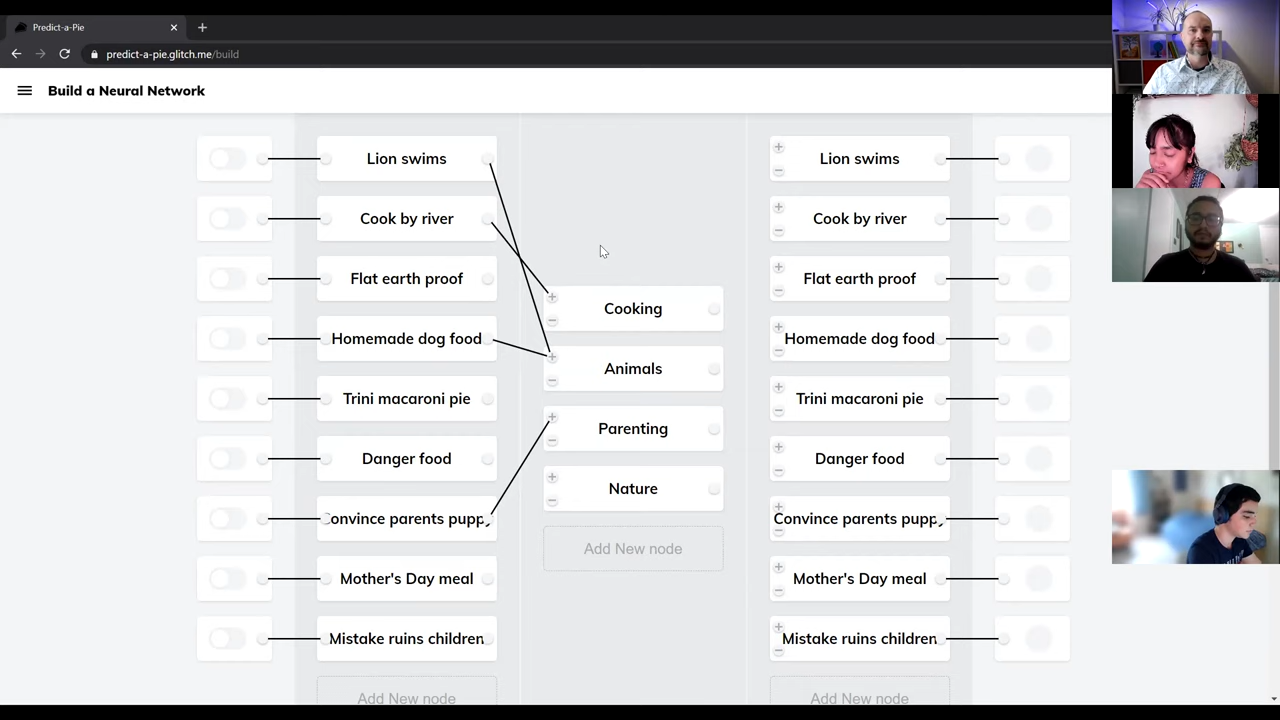 Predict-a-Pie
predict-a-pie.glitch.me/build
Build a Neural Network
Lion swims
Cook by river
Flat earth proof
Homemade dog food
Trini macaroni pie
Danger food
Convince parents pupp
Mother's Day meal
Mistake ruins children
Add New node
Cooking
Animals
Parenting
Nature
Add New node
Lion swims
Cook by river
Flat earth proof
Homemade dog food
Trini macaroni pie
Danger food
Convince parents pupp
Mother's Day meal
Mistake ruins children
Add New node